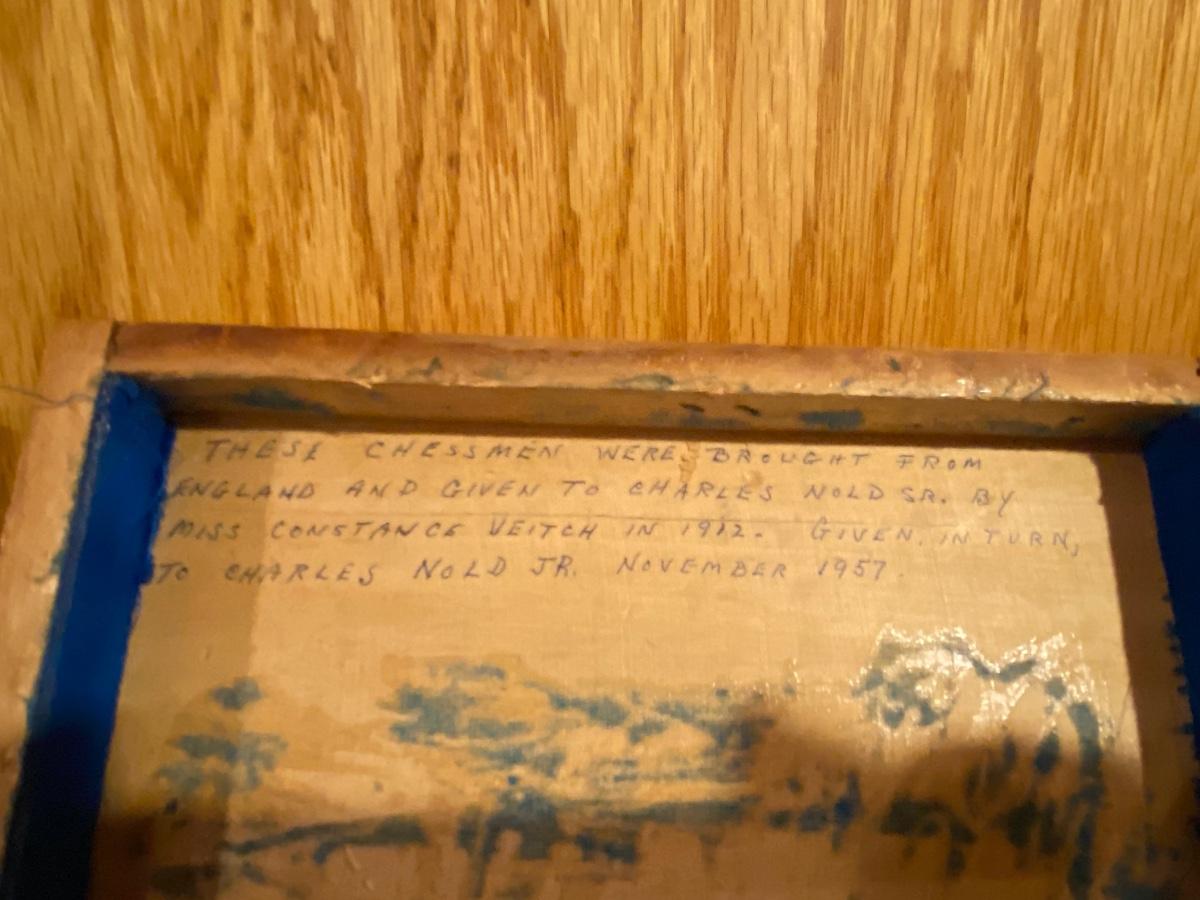 THESE CHESSMEN WERE BROUGHT FROM
ENGLAND AND GIVEN TO CHARLES NOLD SR. BY
MISS CONSTANCE VEITCH IN 1912. GIVEN, IN TURN,
TO CHARLES NOLD JR. NOVEMBER 1957.